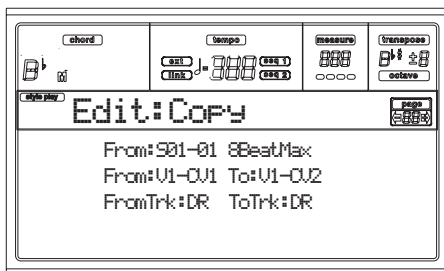 chord tempo measure transpose
ext seq 1
link seq 2
octave
style play
Edit:Copy
page
From:S01-01 8BeatMax
From:V1-CV1 To:V1-CV2
FromTrk:DR ToTrk:DR